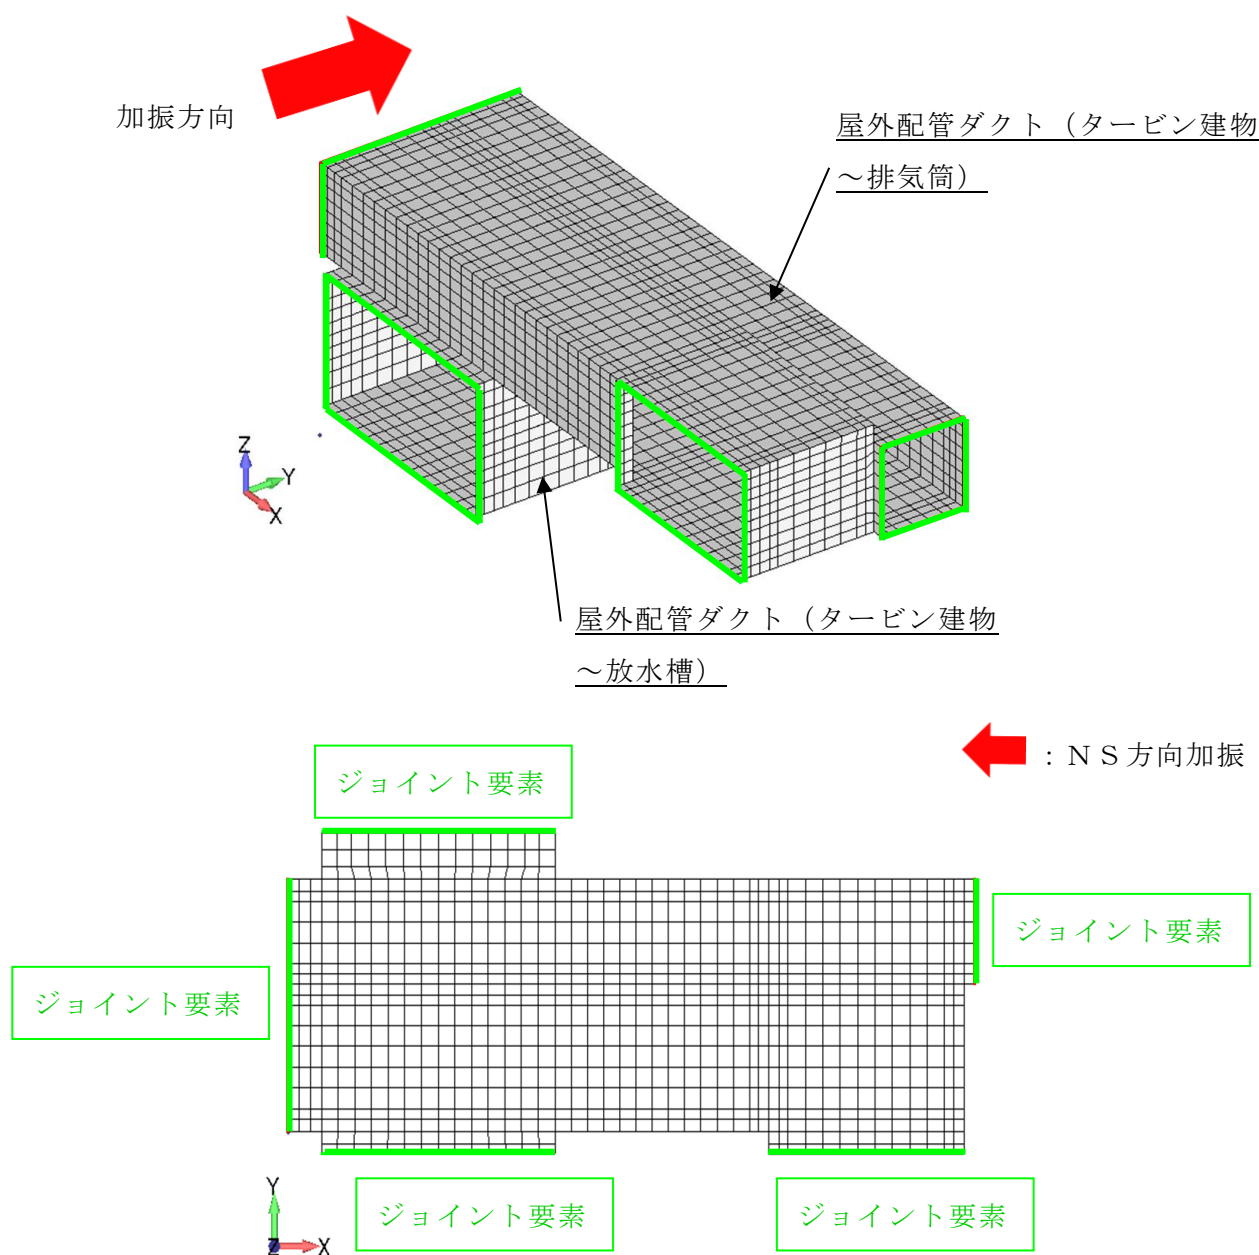 加振方向
屋外配管ダクト（タービン建物
～排気筒）
Z
Y
X
屋外配管ダクト（タービン建物
～放水槽）
：ＮＳ方向加振
ジョイント要素
ジョイント要素
ジョイント要素
ジョイント要素
ジョイント要素
Y
Z
X